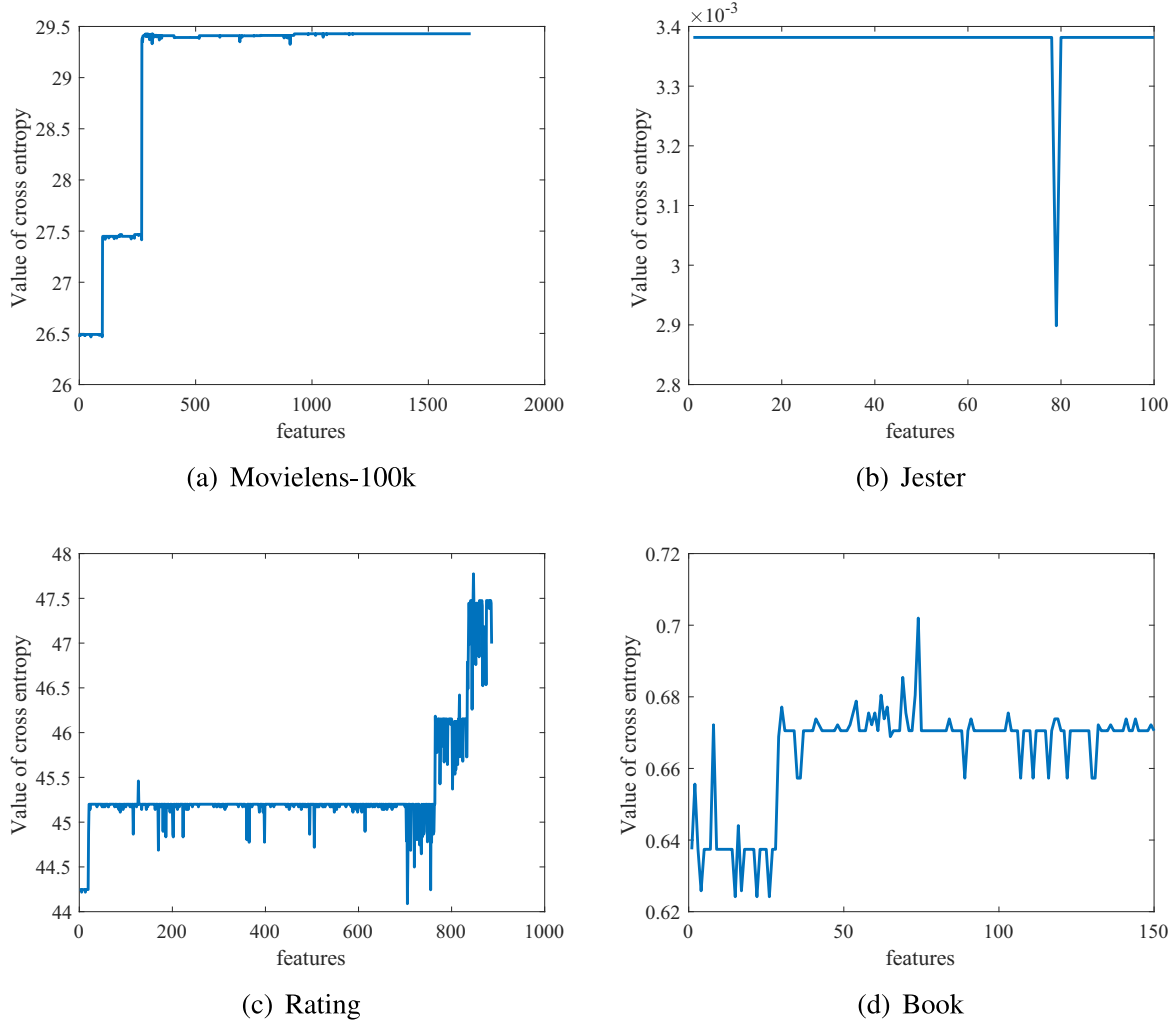 29.5
29
28.5
28
27.5
27
26.5
26
Value of cross entropy
0 500 1000 1500 2000
features
(a) Movielens-100k
×10⁻³
3.4
3.3
3.2
3.1
3
2.9
2.8
Value of cross entropy
0 20 40 60 80 100
features
(b) Jester
48
47.5
47
46.5
46
45.5
45
44.5
44
Value of cross entropy
0 200 400 600 800 1000
features
(c) Rating
0.72
0.7
0.68
0.66
0.64
0.62
Value of cross entropy
0 50 100 150
features
(d) Book